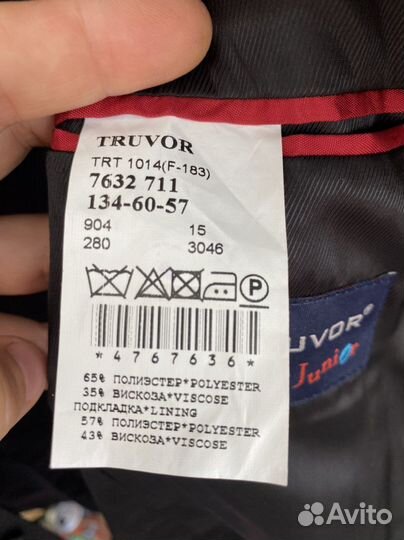 TRUVOR
TRT 1014(F-183)
7632 711
134-60-57
904 15
280 3046
P
*4767636*
65% ПОЛИЭСТЕР*POLYESTER
35% ВИСКОЗА*VISCOSE
ПОДКЛАДКА*LINING
57% ПОЛИЭСТЕР*POLYESTER
43% ВИСКОЗА*VISCOSE
UVOR®
Junior
Avito